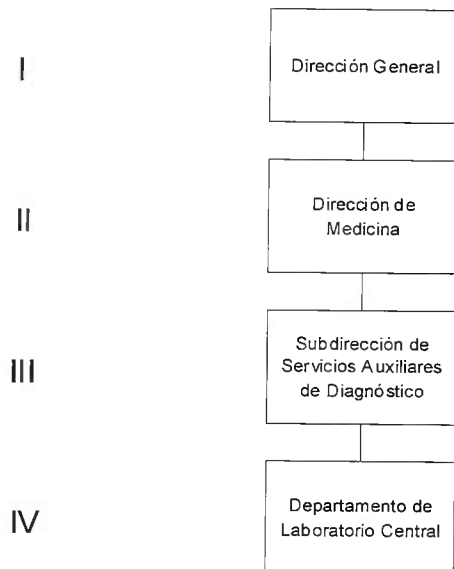 I
Dirección General
II
Dirección de
Medicina
III
Subdirección de
Servicios Auxiliares
de Diagnóstico
IV
Departamento de
Laboratorio Central